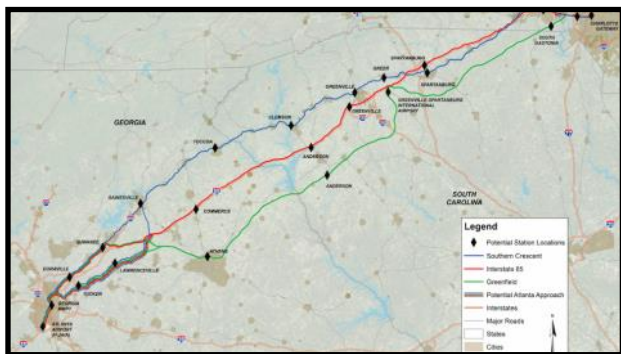 CHARLOTTE
GATEWAY
SOUTH
GASTONIA
SPARTANBURG
GREER
SPARTANBURG
GREENVILLE
GREENVILLE SPARTANBURG
INTERNATIONAL
AIRPORT
GREENVILLE
GEORGIA
CLEMSON
TOCCOA
ANDERSON
ANDERSON
SOUTH
CAROLINA
GAINESVILLE
COMMERCE
SUWANEE
ATHENS
LAWRENCEVILLE
DORAVILLE
TUCKER
GEORGIA
AIRPORT
Legend
Potential Station Locations
Southern Crescent
Interstate 85
Greenfield
Potential Atlanta Approach
Interstates
Major Roads
States
Cities